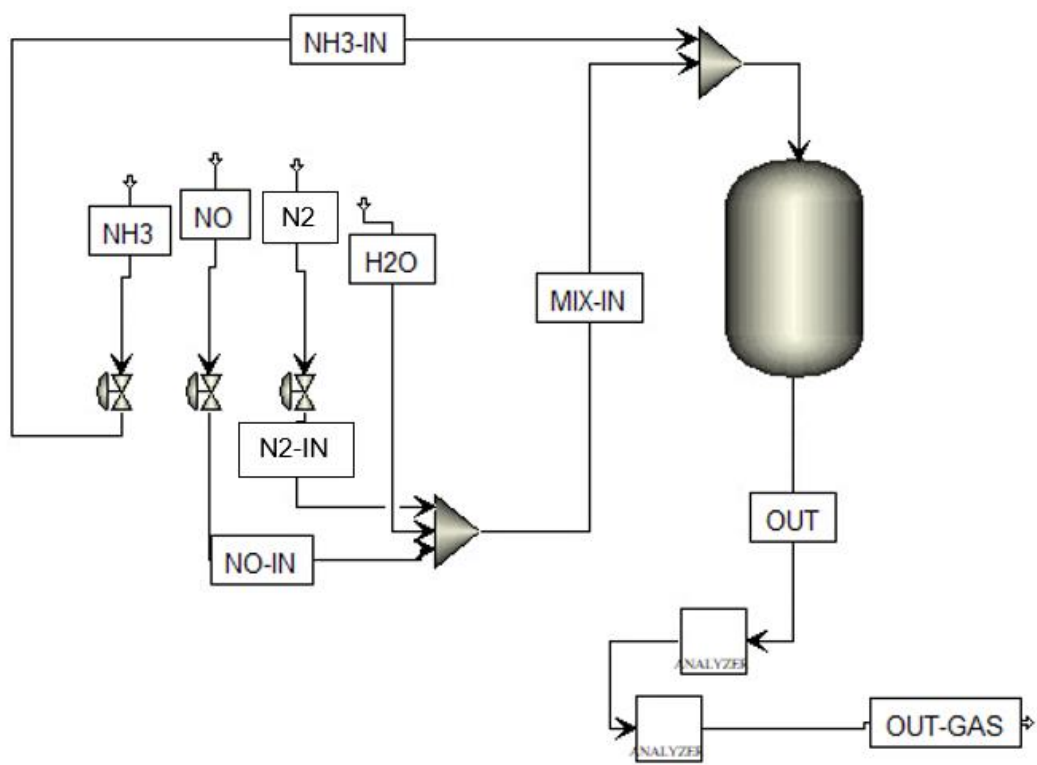 NH3-IN
NH3
NO
N2
H2O
MIX-IN
N2-IN
NO-IN
OUT
ANALYZER
ANALYZER
OUT-GAS